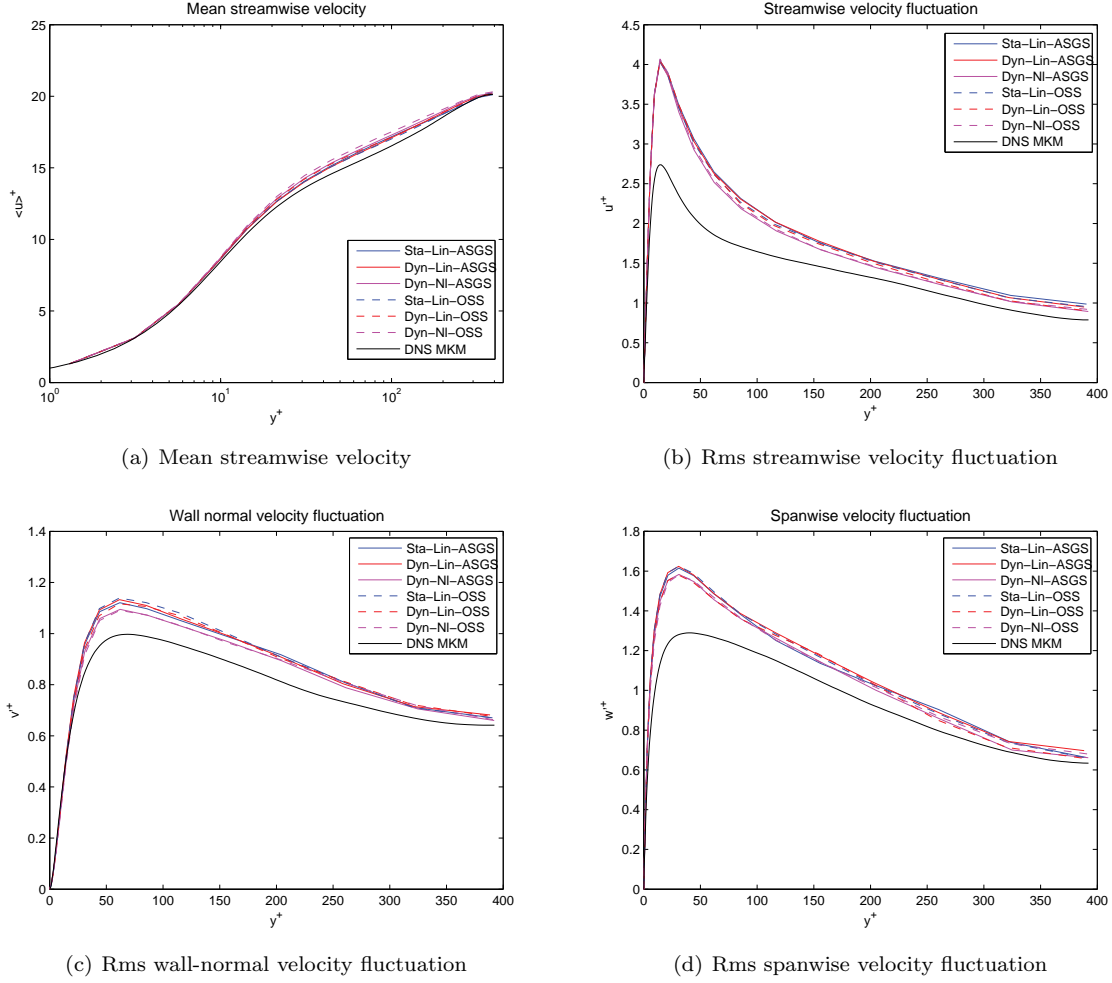 Mean streamwise velocity
25
20
15
10
5
0
10⁰
10¹
10²
<u>⁺
y⁺
Sta−Lin−ASGS
Dyn−Lin−ASGS
Dyn−Nl−ASGS
Sta−Lin−OSS
Dyn−Lin−OSS
Dyn−Nl−OSS
DNS MKM
(a) Mean streamwise velocity
Streamwise velocity fluctuation
4.5
4
3.5
3
2.5
2
1.5
1
0.5
0
0 50 100 150 200 250 300 350 400
u'⁺
y⁺
Sta−Lin−ASGS
Dyn−Lin−ASGS
Dyn−Nl−ASGS
Sta−Lin−OSS
Dyn−Lin−OSS
Dyn−Nl−OSS
DNS MKM
(b) Rms streamwise velocity fluctuation
Wall normal velocity fluctuation
1.4
1.2
1
0.8
0.6
0.4
0.2
0
0 50 100 150 200 250 300 350 400
v'⁺
y⁺
Sta−Lin−ASGS
Dyn−Lin−ASGS
Dyn−Nl−ASGS
Sta−Lin−OSS
Dyn−Lin−OSS
Dyn−Nl−OSS
DNS MKM
(c) Rms wall-normal velocity fluctuation
Spanwise velocity fluctuation
1.8
1.6
1.4
1.2
1
0.8
0.6
0.4
0.2
0
0 50 100 150 200 250 300 350 400
w'⁺
y⁺
Sta−Lin−ASGS
Dyn−Lin−ASGS
Dyn−Nl−ASGS
Sta−Lin−OSS
Dyn−Lin−OSS
Dyn−Nl−OSS
DNS MKM
(d) Rms spanwise velocity fluctuation